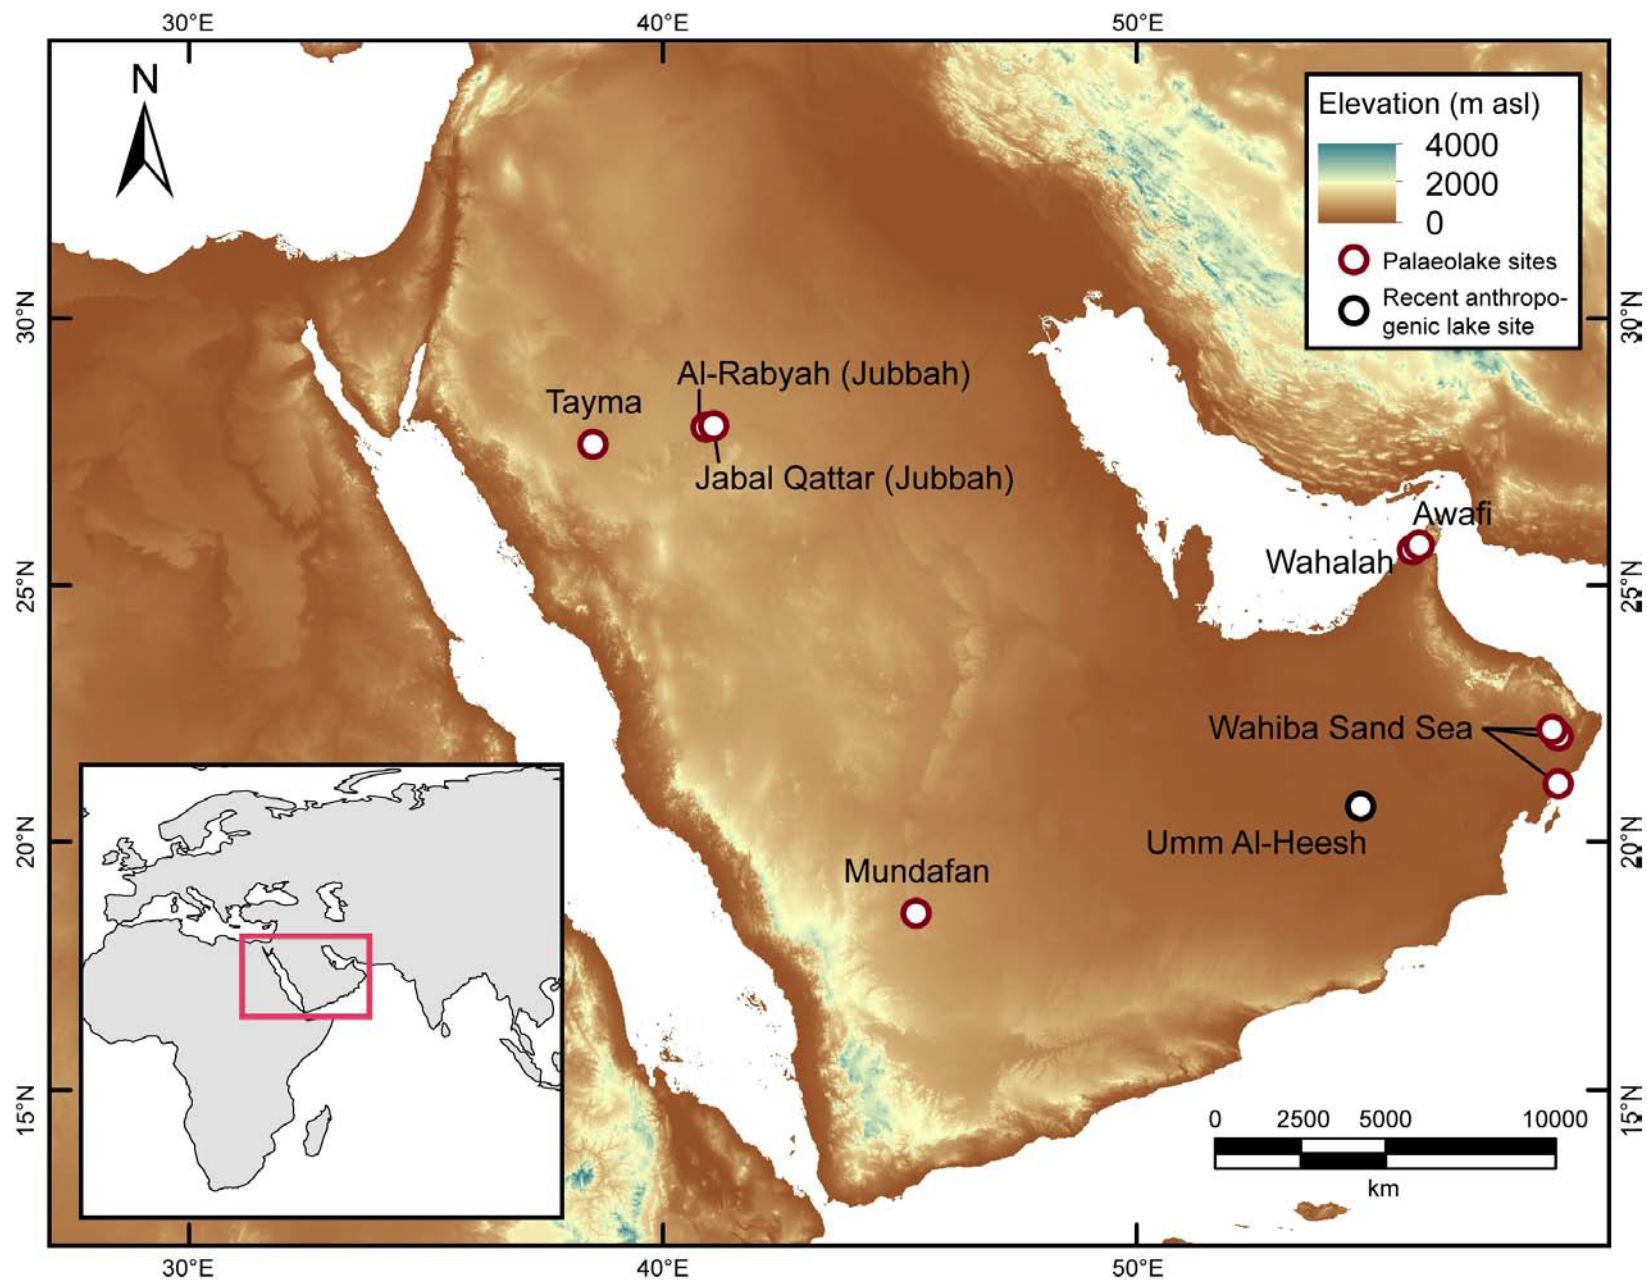 30°E 40°E 50°E
N
Elevation (m asl)
4000
2000
0
Palaeolake sites
Recent anthropo-
genic lake site
30°N
30°N
Al-Rabyah (Jubbah)
Tayma
Jabal Qattar (Jubbah)
Awafi
Wahalah
25°N
25°N
Wahiba Sand Sea
Umm Al-Heesh
20°N
20°N
Mundafan
15°N
15°N
0 2500 5000 10000
km
30°E 40°E 50°E